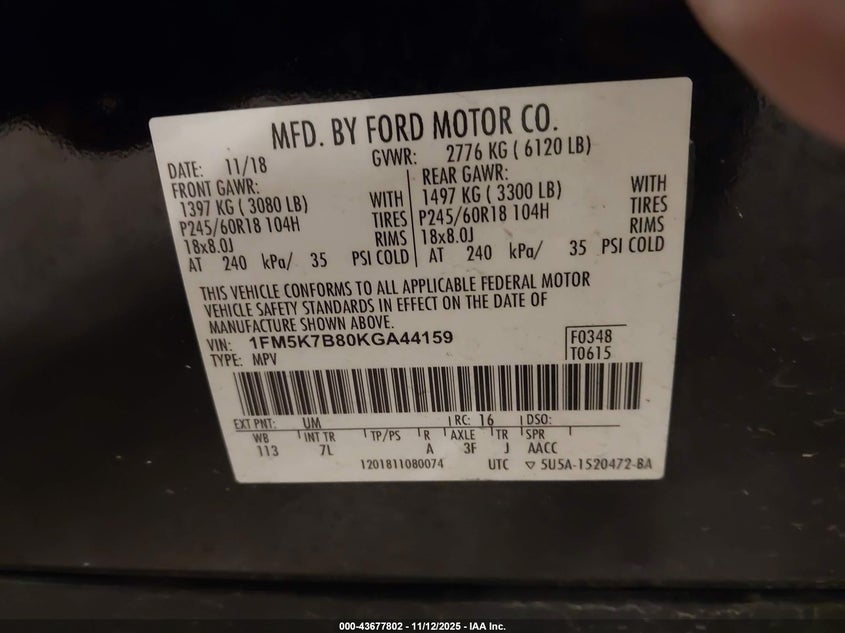 MFD. BY FORD MOTOR CO.
DATE: 11/18 GVWR: 2776 KG ( 6120 LB)
FRONT GAWR: REAR GAWR:
1397 KG ( 3080 LB) WITH 1497 KG ( 3300 LB) WITH
P245/60R18 104H TIRES P245/60R18 104H TIRES
18x8.0J RIMS 18x8.0J RIMS
AT 240 kPa/ 35 PSI COLD AT 240 kPa/ 35 PSI COLD
THIS VEHICLE CONFORMS TO ALL APPLICABLE FEDERAL MOTOR
VEHICLE SAFETY STANDARDS IN EFFECT ON THE DATE OF
MANUFACTURE SHOWN ABOVE.
VIN: 1FM5K7B80KGA44159 F0348
TYPE: MPV T0615
EXT PNT: UM RC: 16 DSO:
WB INT TR TP/PS R AXLE TR SPR
113 7L A 3F J AACC
1201811080074 UTC ▽ 5U5A-1520472-BA
000-43677802 - 11/12/2025 - IAA Inc.